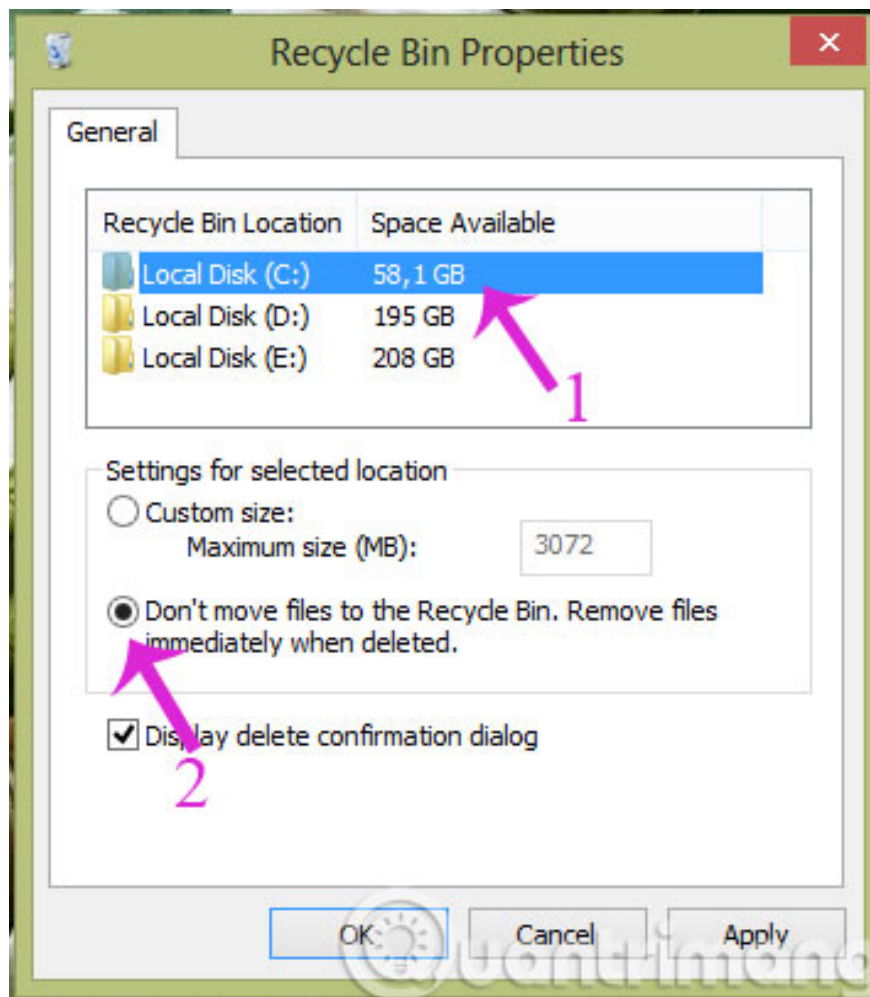 Recycle Bin Properties
General
Recycle Bin Location Space Available
Local Disk (C:) 58,1 GB
Local Disk (D:) 195 GB
Local Disk (E:) 208 GB
1
Settings for selected location
Custom size:
Maximum size (MB): 3072
Don't move files to the Recycle Bin. Remove files
immediately when deleted.
Display delete confirmation dialog
2
OK Cancel Apply
Quantrimang